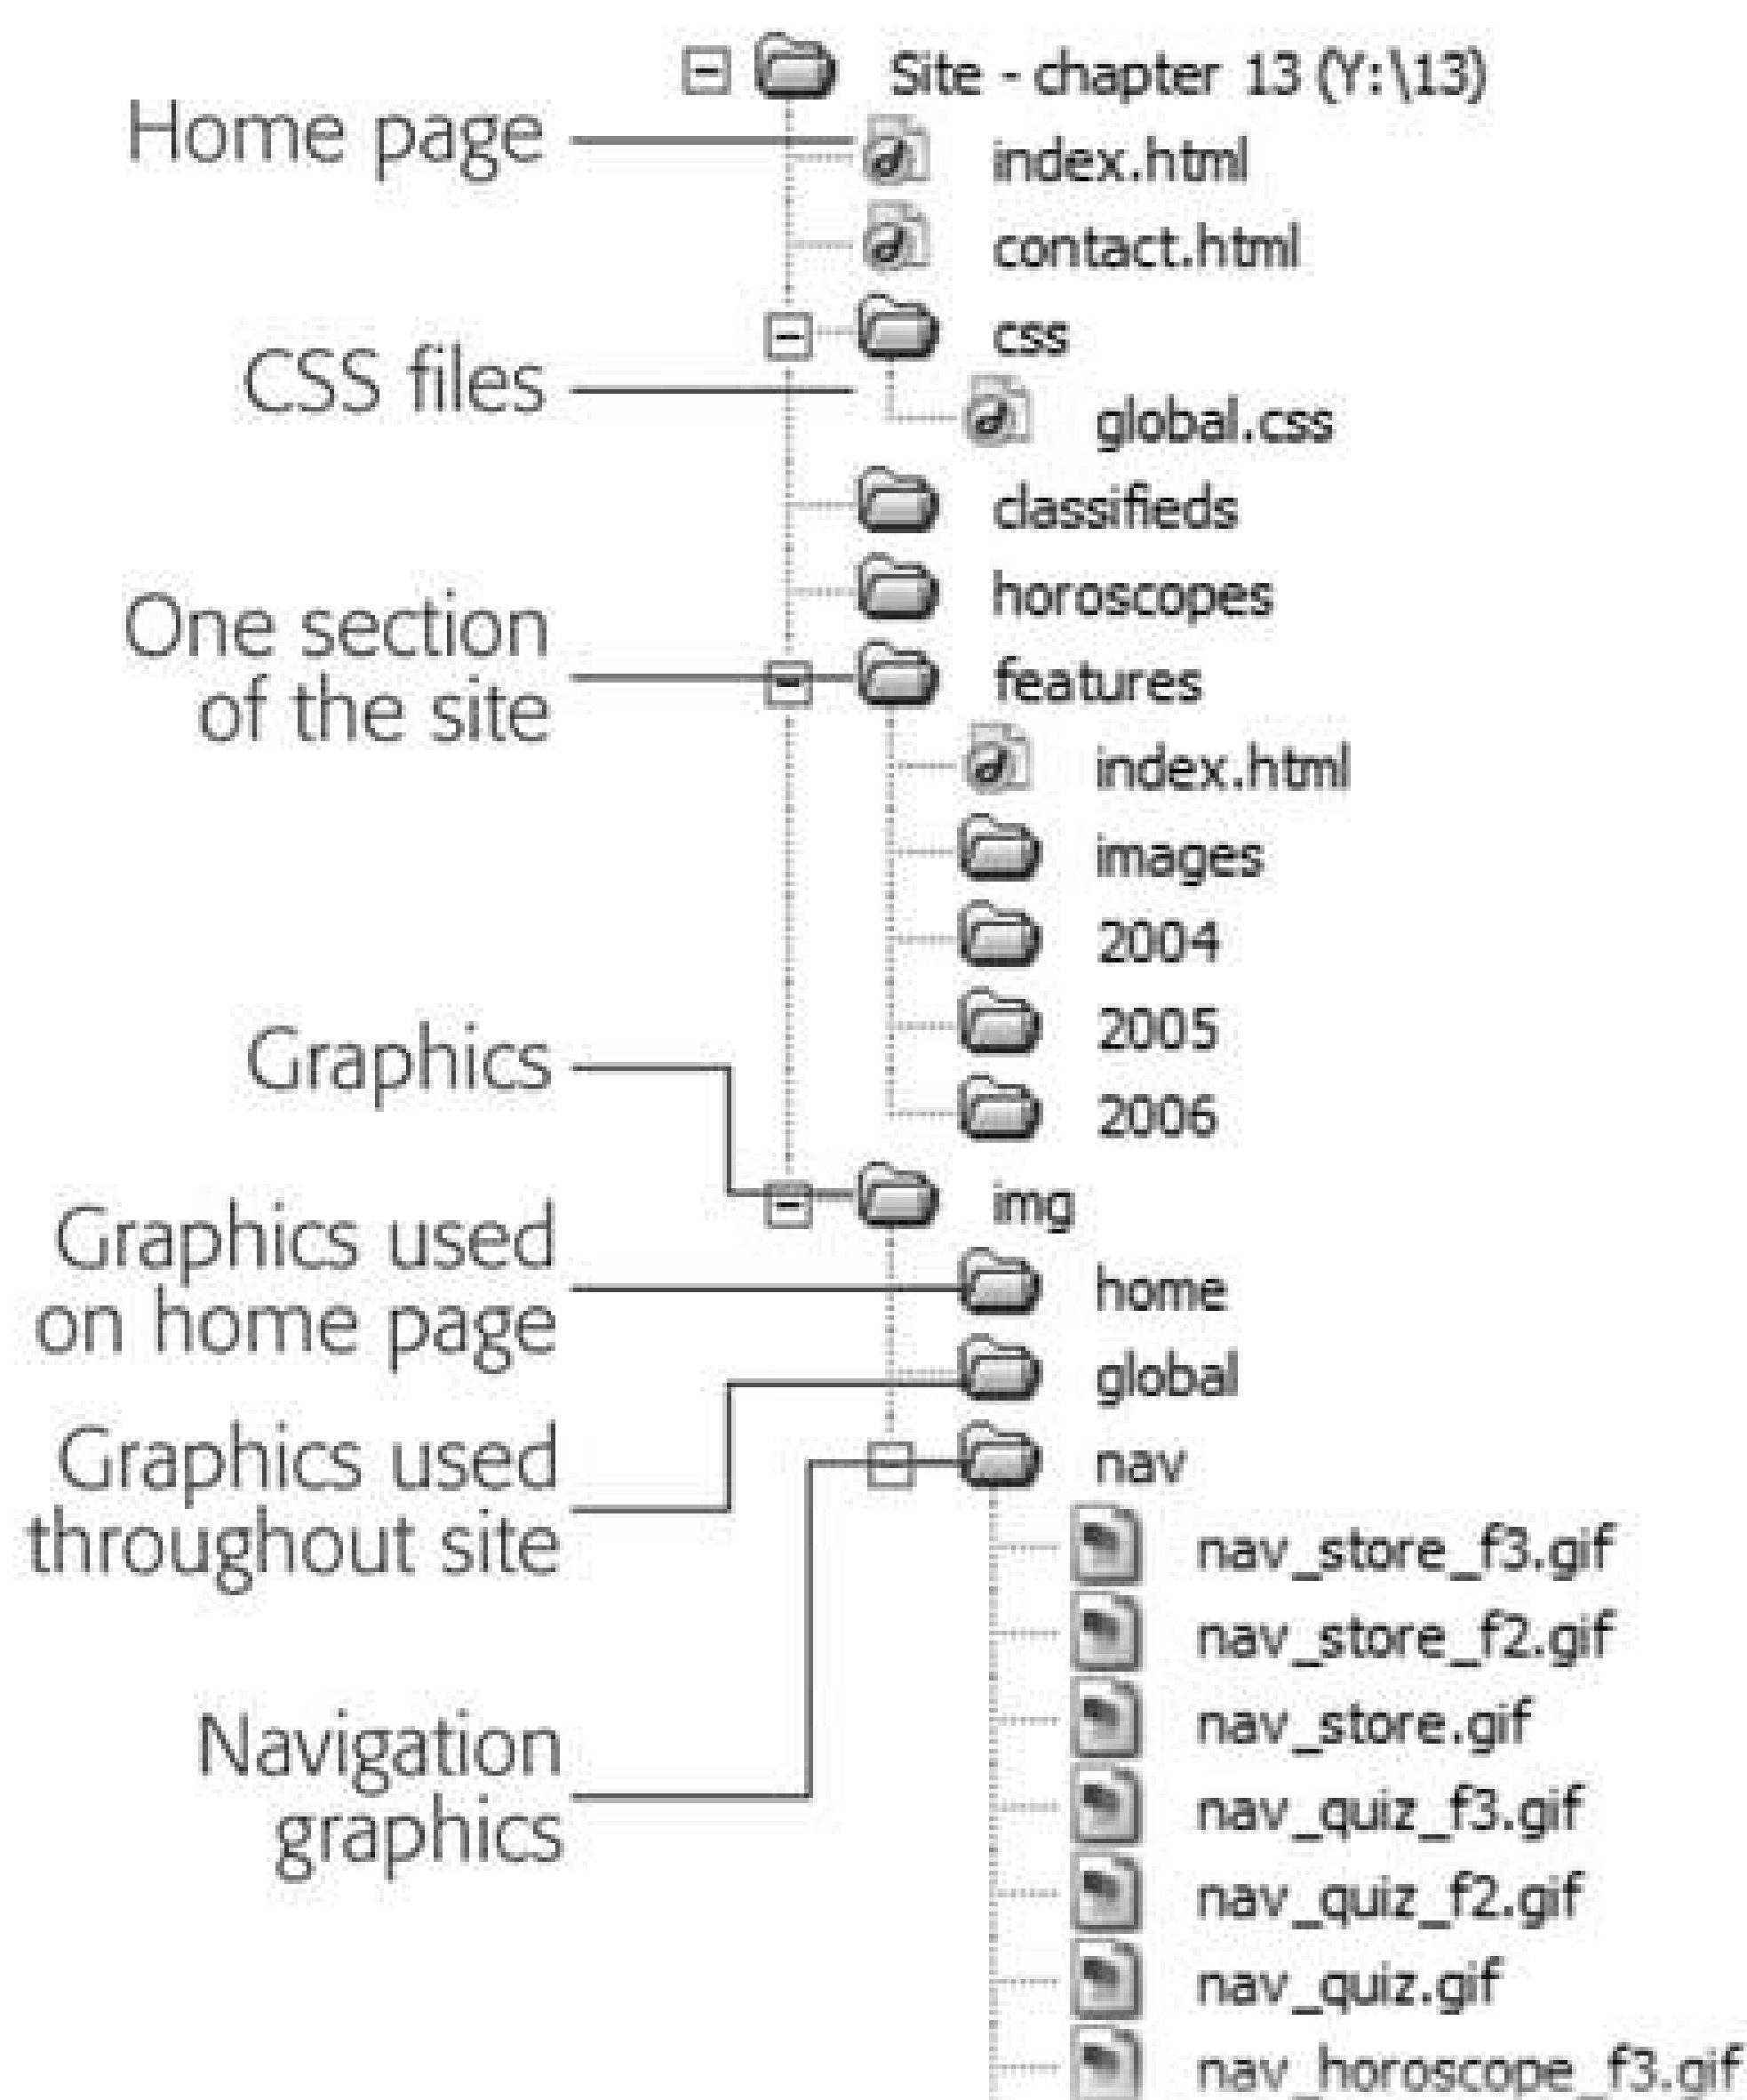 Site - chapter 13 (Y:\13)
Home page
index.html
contact.html
css
CSS files
global.css
classifieds
horoscopes
One section
of the site
features
index.html
images
2004
2005
2006
Graphics
img
Graphics used
on home page
home
global
Graphics used
throughout site
nav
nav_store_f3.gif
nav_store_f2.gif
nav_store.gif
Navigation
graphics
nav_quiz_f3.gif
nav_quiz_f2.gif
nav_quiz.gif
nav_horoscope_f3.gif